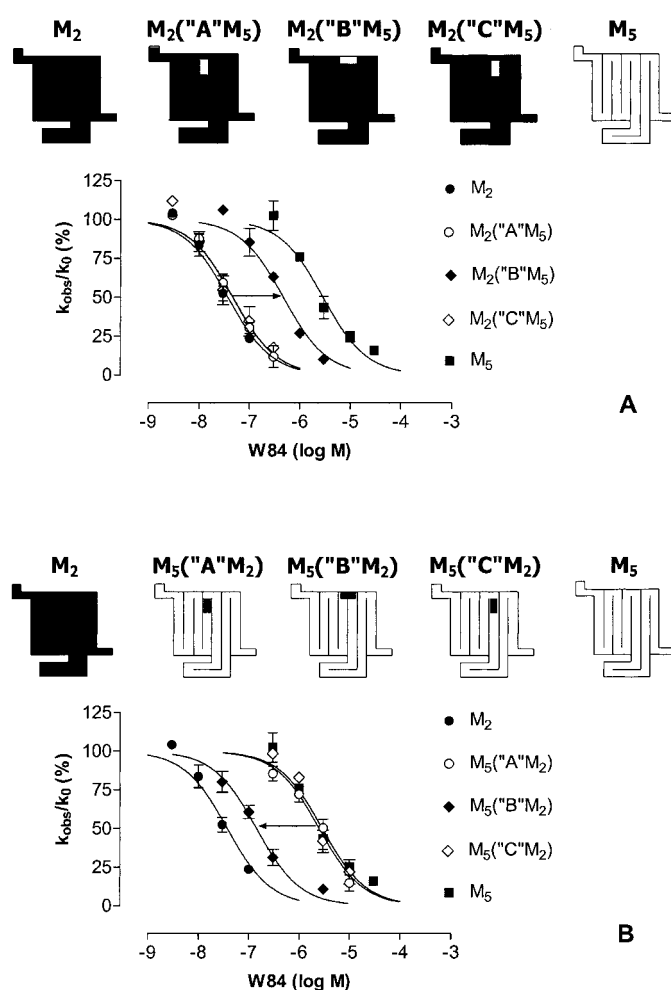 M₂ M₂("A"M₅) M₂("B"M₅) M₂("C"M₅) M₅
125
100
75
50
25
0
k_obs/k₀ (%)
M₂
M₂("A"M₅)
M₂("B"M₅)
M₂("C"M₅)
M₅
-9 -8 -7 -6 -5 -4 -3
W84 (log M)
A
M₂ M₅("A"M₂) M₅("B"M₂) M₅("C"M₂) M₅
125
100
75
50
25
0
k_obs/k₀ (%)
M₂
M₅("A"M₂)
M₅("B"M₂)
M₅("C"M₂)
M₅
-9 -8 -7 -6 -5 -4 -3
W84 (log M)
B